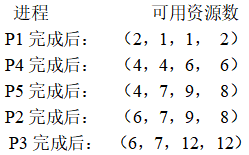 进程 可用资源数
P1 完成后： （2，1，1， 2）
P4 完成后： （4，4，6，6）
P5 完成后： （4，7，9， 8）
P2 完成后： （6，7，9， 8）
P3 完成后： （6，7，12，12）